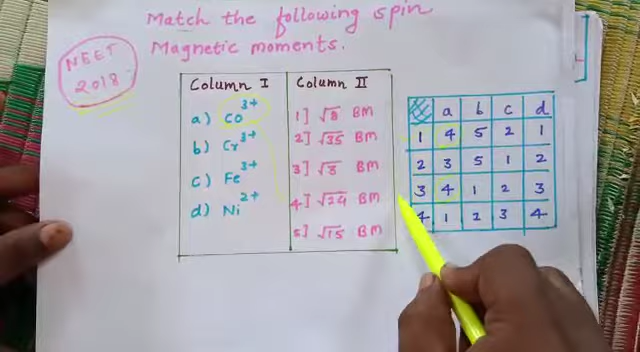 Match the following spin
Magnetic moments.
NEET
2018
Column I Column II
a) Co3+ 1] √8 BM
b) Cr3+ 2] √35 BM
c) Fe3+ 3] √3 BM
d) Ni2+ 4] √24 BM
5] √15 BM
a b c d
1 4 5 2 1
2 3 5 1 2
3 4 1 2 3
4 1 2 3 4